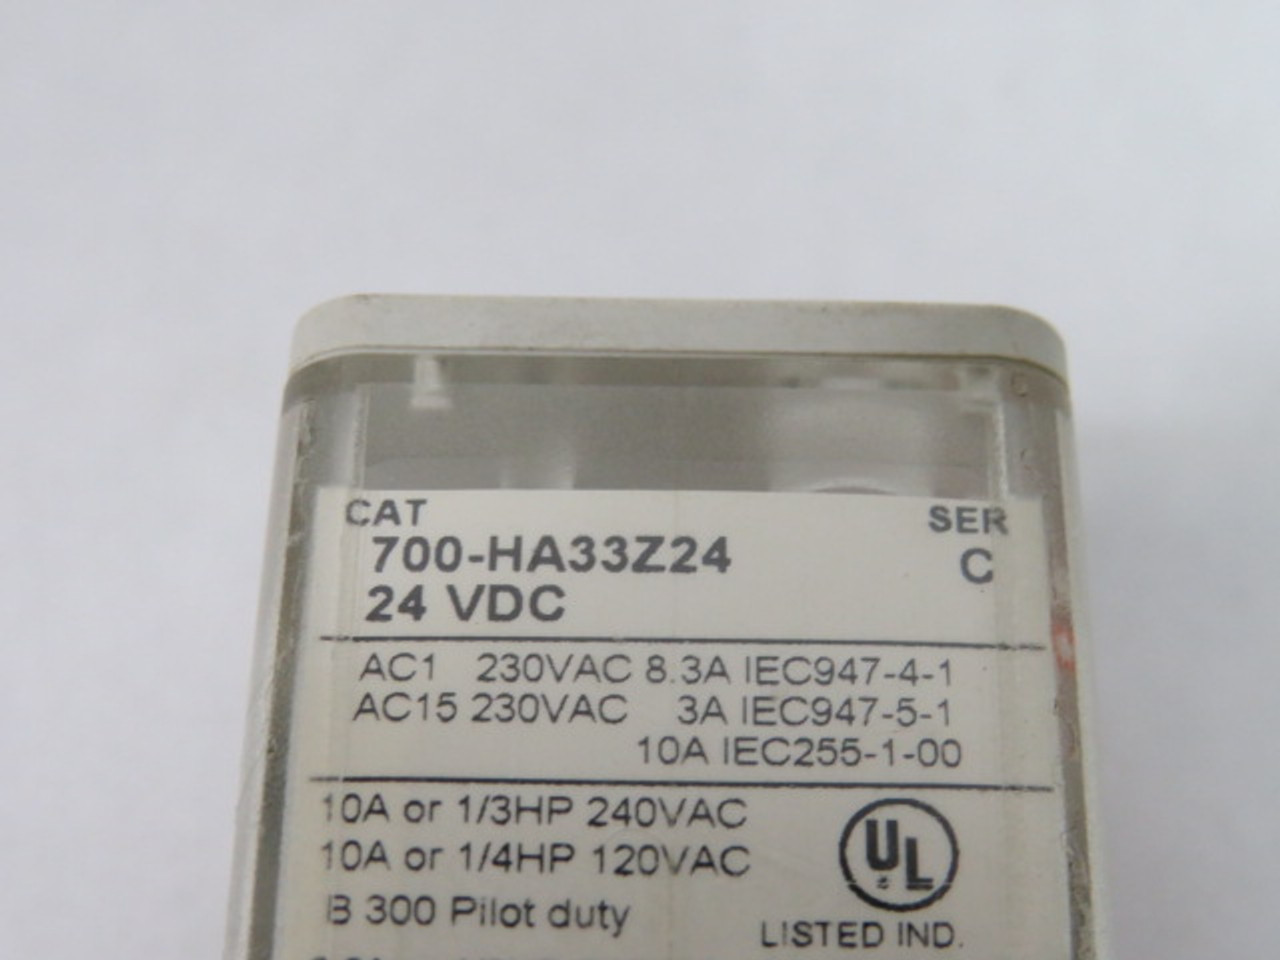 CAT SER
700-HA33Z24 C
24 VDC
AC1 230VAC 8.3A IEC947-4-1
AC15 230VAC 3A IEC947-5-1
10A IEC255-1-00
10A or 1/3HP 240VAC
10A or 1/4HP 120VAC
B 300 Pilot duty
UL
LISTED IND.